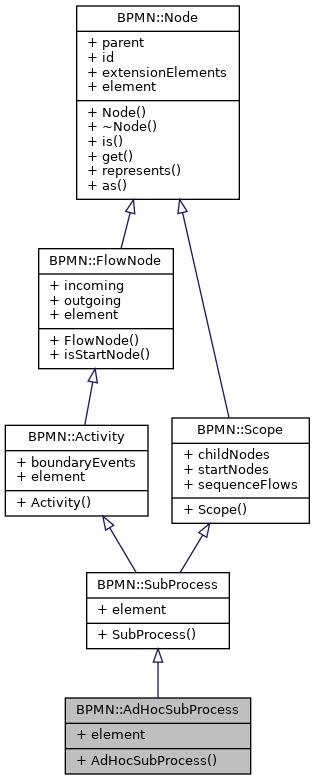 BPMN::Node
+ parent
+ id
+ extensionElements
+ element
+ Node()
+ ~Node()
+ is()
+ get()
+ represents()
+ as()
BPMN::FlowNode
+ incoming
+ outgoing
+ element
+ FlowNode()
+ isStartNode()
BPMN::Activity
+ boundaryEvents
+ element
+ Activity()
BPMN::Scope
+ childNodes
+ startNodes
+ sequenceFlows
+ Scope()
BPMN::SubProcess
+ element
+ SubProcess()
BPMN::AdHocSubProcess
+ element
+ AdHocSubProcess()